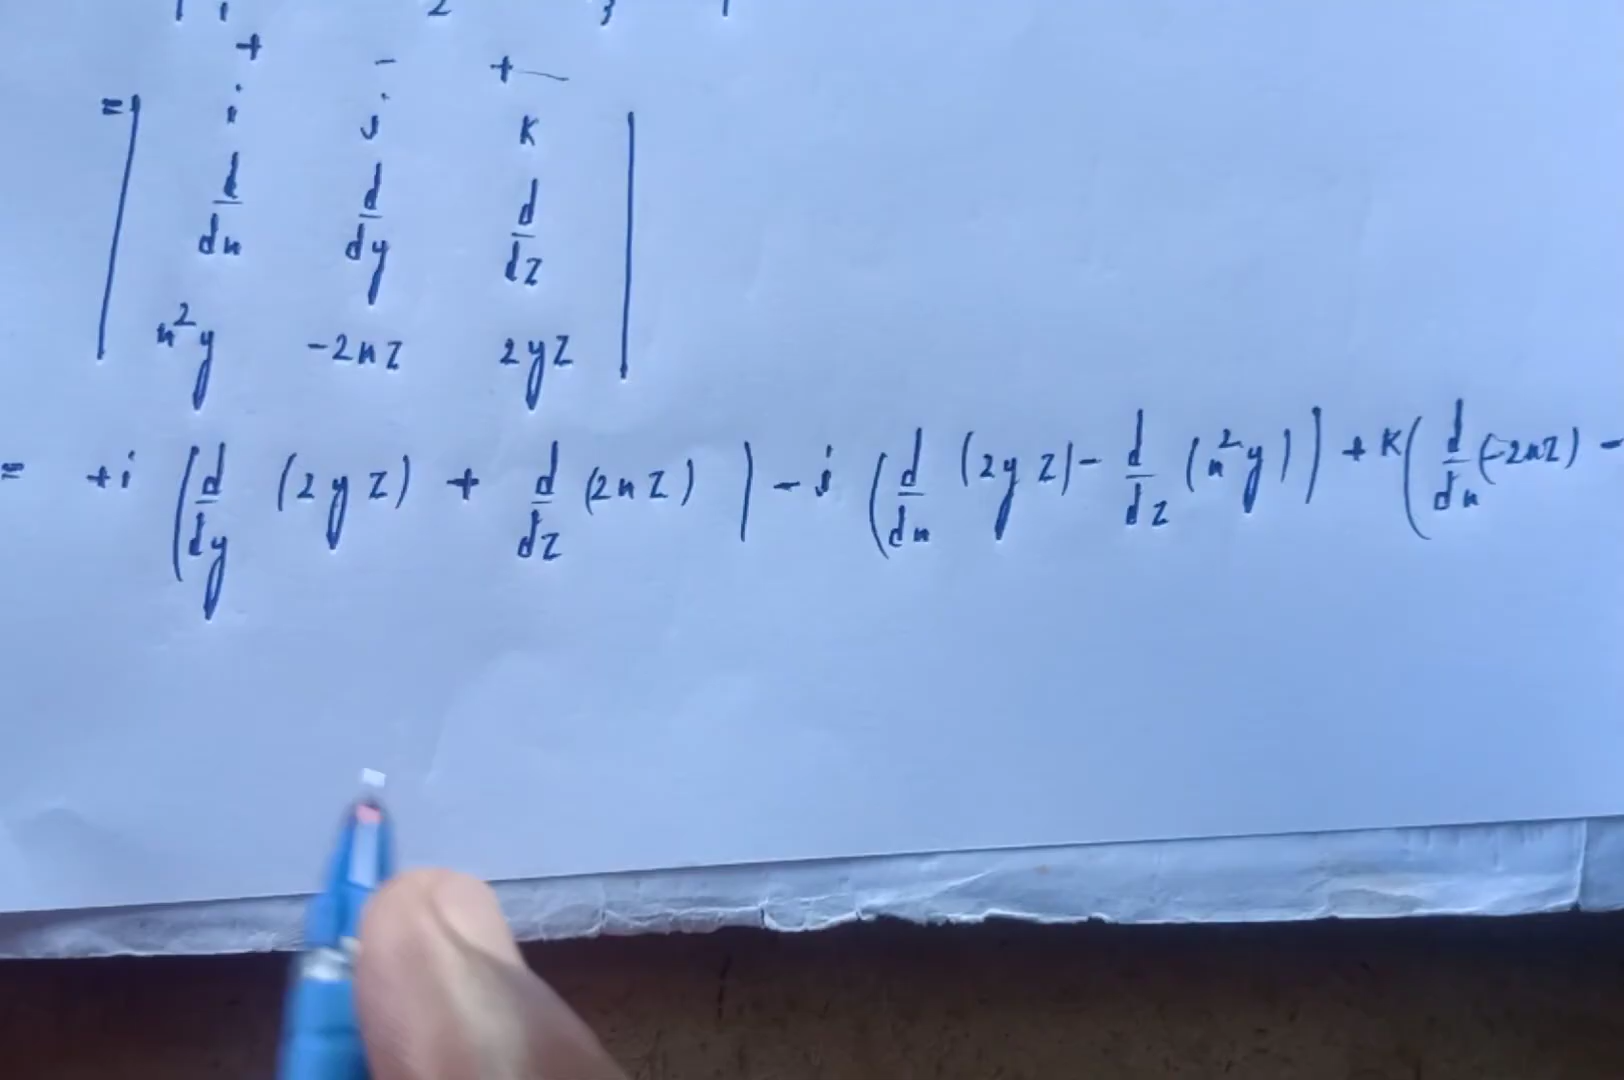 + - +
= | i j k |
d/dn d/dy d/dz
n²y -2nz 2yz
= +i (d/dy (2yz) + d/dz (2nz)) - j (d/dn (2yz) - d/dz (n²y)) + k(d/dn (-2nz) -